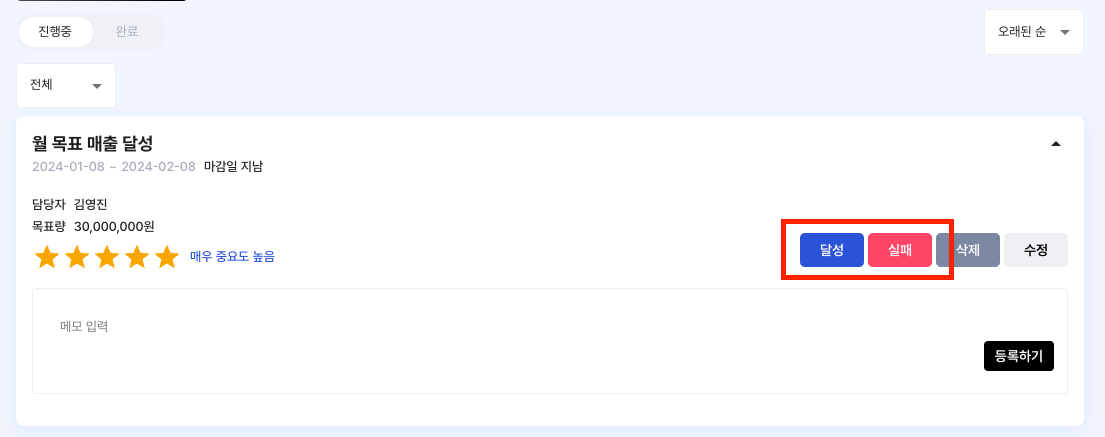 진행중 완료
오래된 순
전체
월 목표 매출 달성
2024-01-08 ~ 2024-02-08 마감일 지남
담당자 김영진
목표량 30,000,000원
매우 중요도 높음
달성 실패 삭제 수정
메모 입력
등록하기